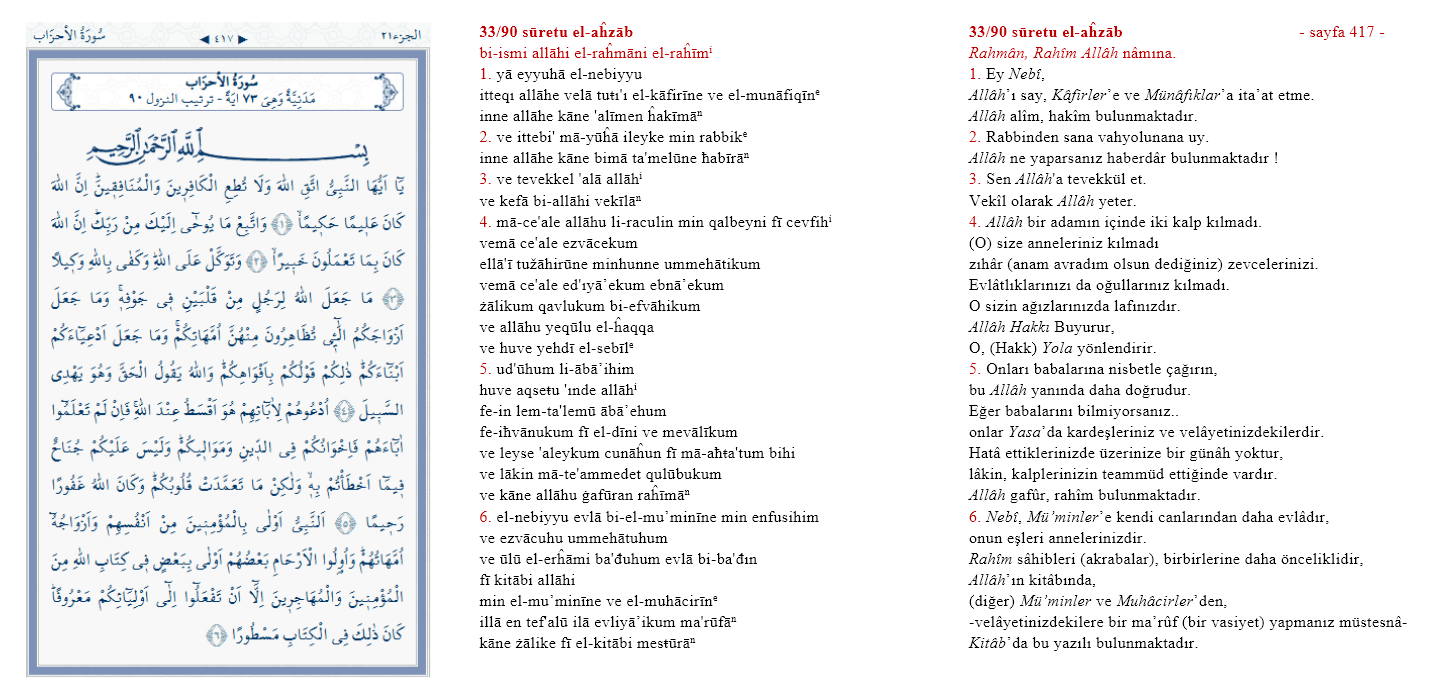 الجزء٢١
◄ ٤١٧ ►
سُورَةُ الْأَحزَاب
سُورَةُ الْأَحزَاب
مَدَنِيَّةٌ وَهِيَ ٧٣ اٰيَةً - ترتيب النزول ٩٠
بِسْــــمِ اللّٰهِ الرَّحْمٰنِ الرَّحِيمِ
يَٓا اَيُّهَا النَّبِيُّ اتَّقِ اللّٰهَ وَلَا تُطِعِ الْكَافِر۪ينَ وَالْمُنَافِق۪ينَۜ اِنَّ اللّٰهَ
كَانَ عَل۪يمًا حَك۪يمًاۙ ﴿١﴾ وَاتَّبِعْ مَا يُوحٰٓى اِلَيْكَ مِنْ رَبِّكَۜ اِنَّ اللّٰهَ
كَانَ بِمَا تَعْمَلُونَ خَب۪يرًاۙ ﴿٢﴾ وَتَوَكَّلْ عَلَى اللّٰهِۜ وَكَفٰى بِاللّٰهِ وَك۪يلًا
﴿٣﴾ مَا جَعَلَ اللّٰهُ لِرَجُلٍ مِنْ قَلْبَيْنِ ف۪ي جَوْفِه۪ۚ وَمَا جَعَلَ
اَزْوَاجَكُمُ الّٰٓـ۪ٔي تُظَاهِرُونَ مِنْهُنَّ اُمَّهَاتِكُمْۚ وَمَا جَعَلَ اَدْعِيَٓاءَكُمْ
اَبْنَٓاءَكُمْۜ ذٰلِكُمْ قَوْلُكُمْ بِاَفْوَاهِكُمْۜ وَاللّٰهُ يَقُولُ الْحَقَّ وَهُوَ يَهْدِي
السَّب۪يلَ ﴿٤﴾ اُدْعُوهُمْ لِاٰبَٓائِهِمْ هُوَ اَقْسَطُ عِنْدَ اللّٰهِۚ فَاِنْ لَمْ تَعْلَمُٓوا
اٰبَٓاءَهُمْ فَاِخْوَانُكُمْ فِي الدّ۪ينِ وَمَوَال۪يكُمْۜ وَلَيْسَ عَلَيْكُمْ جُنَاحٌ
ف۪يمَٓا اَخْطَأْتُمْ بِه۪ۙ وَلٰكِنْ مَا تَعَمَّدَتْ قُلُوبُكُمْۜ وَكَانَ اللّٰهُ غَفُورًا
رَح۪يمًا ﴿٥﴾ اَلنَّبِيُّ اَوْلٰى بِالْمُؤْمِن۪ينَ مِنْ اَنْفُسِهِمْ وَاَزْوَاجُهُٓ
اُمَّهَاتُهُمْۜ وَاُو۬لُوا الْاَرْحَامِ بَعْضُهُمْ اَوْلٰى بِبَعْضٍ ف۪ي كِتَابِ اللّٰهِ مِنَ
الْمُؤْمِن۪ينَ وَالْمُهَاجِر۪ينَ اِلَّٓا اَنْ تَفْعَلُٓوا اِلٰٓى اَوْلِيَٓائِكُمْ مَعْرُوفًاۜ
كَانَ ذٰلِكَ فِي الْكِتَابِ مَسْطُورًا ﴿٦﴾
33/90 sūretu el-aĥzāb
bi-ismi allāhi el-raĥmāni el-raĥīmⁱ
1. yā eyyuhā el-nebiyyu
itteqı allāhe velā tuŧı'ı el-kāfirīne ve el-munāfiqīnᵉ
inne allāhe kāne 'alīmen ĥakīmāⁿ
2. ve ittebi' mā-yūĥā ileyke min rabbikᵉ
inne allāhe kāne bimā ta'melūne ħabīrāⁿ
3. ve tevekkel 'alā allāhⁱ
ve kefā bi-allāhi vekīlāⁿ
4. mā-ce'ale allāhu li-raculin min qalbeyni fī cevfihⁱ
vemā ce'ale ezvācekum
ellā'ī tužāhirūne minhunne ummehātikum
vemā ce'ale ed'ıyā’ekum ebnā’ekum
żālikum qavlukum bi-efvāhikum
ve allāhu yeqūlu el-ĥaqqa
ve huve yehdī el-sebīlᵉ
5. ud'ūhum li-ābā’ihim
huve aqseŧu 'ınde allāhⁱ
fe-in lem-ta'lemū ābā’ehum
fe-iħvānukum fī el-dīni ve mevālīkum
ve leyse 'aleykum cunāĥun fī mā-aħŧa'tum bihi
ve lākin mā-te'ammedet qulūbukum
ve kāne allāhu ġafūran raĥīmāⁿ
6. el-nebiyyu evlā bi-el-mu’minīne min enfusihim
ve ezvācuhu ummehātuhum
ve ūlū el-erĥāmi ba'đuhum evlā bi-ba'đın
fī kitābi allāhi
min el-mu’minīne ve el-muhācirīnᵉ
illā en tef'alū ilā evliyā’ikum ma'rūfāⁿ
kāne żālike fī el-kitābi mesŧūrāⁿ
33/90 sūretu el-aĥzāb - sayfa 417 -
Rahmân, Rahîm Allâh nâmına.
1. Ey Nebî,
Allâh’ı say, Kâfirler’e ve Münâfıklar’a ita’at etme.
Allâh alîm, hakîm bulunmaktadır.
2. Rabbinden sana vahyolunana uy.
Allâh ne yaparsanız haberdâr bulunmaktadır !
3. Sen Allâh'a tevekkül et.
Vekîl olarak Allâh yeter.
4. Allâh bir adamın içinde iki kalp kılmadı.
(O) size anneleriniz kılmadı
zıhâr (anam avradım olsun dediğiniz) zevcelerinizi.
Evlâtlıklarınızı da oğullarınız kılmadı.
O sizin ağızlarınızda lafınızdır.
Allâh Hakkı Buyurur,
O, (Hakk) Yola yönlendirir.
5. Onları babalarına nisbetle çağırın,
bu Allâh yanında daha doğrudur.
Eğer babalarını bilmiyorsanız..
onlar Yasa’da kardeşleriniz ve velâyetinizdekilerdir.
Hatâ ettiklerinizde üzerinize bir günâh yoktur,
lâkin, kalplerinizin teammüd ettiğinde vardır.
Allâh gafûr, rahîm bulunmaktadır.
6. Nebî, Mü’minler’e kendi canlarından daha evlâdır,
onun eşleri annelerinizdir.
Rahîm sâhibleri (akrabalar), birbirlerine daha önceliklidir,
Allâh’ın kitâbında,
(diğer) Mü’minler ve Muhâcirler’den,
-velâyetinizdekilere bir ma’rûf (bir vasiyet) yapmanız müstesnâ-
Kitâb’da bu yazılı bulunmaktadır.